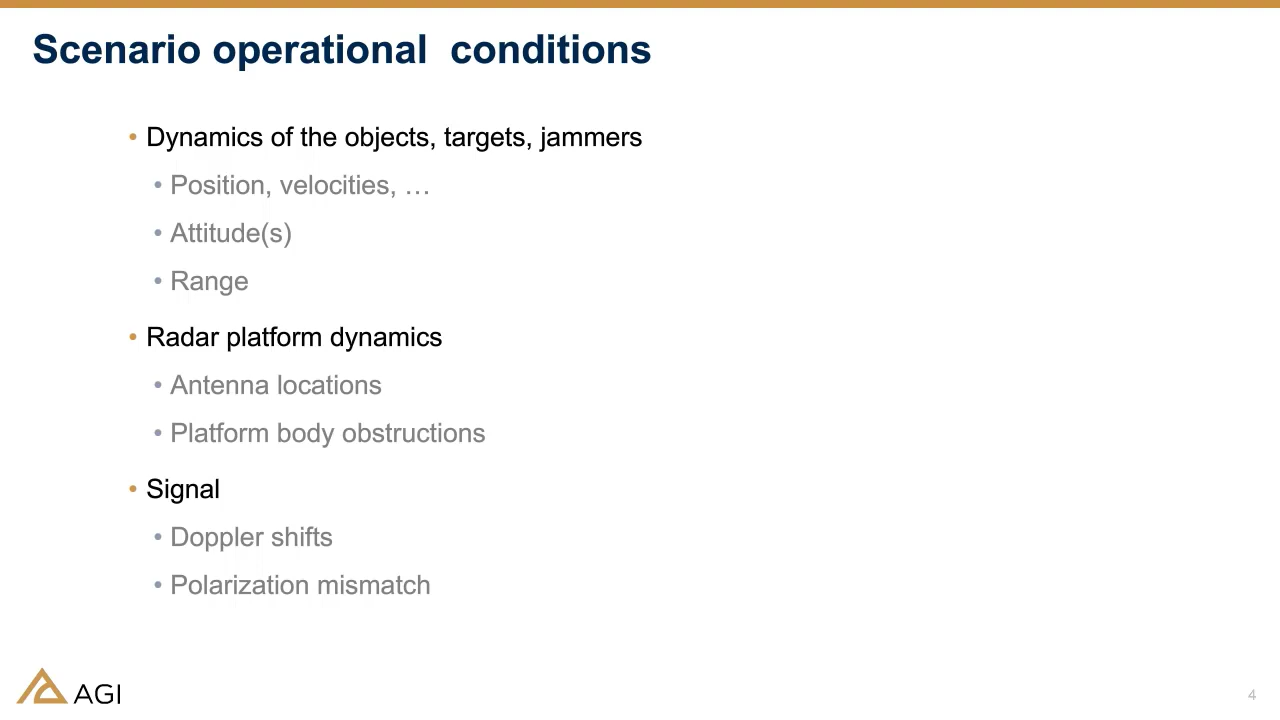 Scenario operational  conditions
• Dynamics of the objects, targets, jammers
• Position, velocities, …
• Attitude(s)
• Range
• Radar platform dynamics
• Antenna locations
• Platform body obstructions
• Signal
• Doppler shifts
• Polarization mismatch
AGI
4